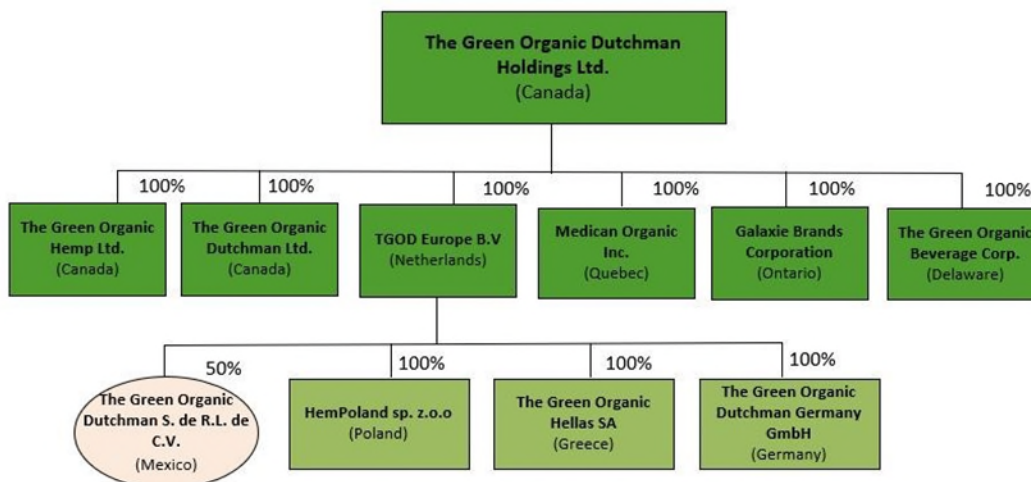 The Green Organic Dutchman
Holdings Ltd.
(Canada)
100%
100%
100%
100%
100%
100%
The Green Organic
Hemp Ltd.
(Canada)
The Green Organic
Dutchman Ltd.
(Canada)
TGOD Europe B.V
(Netherlands)
Medican Organic
Inc.
(Quebec)
Galaxie Brands
Corporation
(Ontario)
The Green Organic
Beverage Corp.
(Delaware)
50%
100%
100%
100%
The Green Organic
Dutchman S. de R.L. de
C.V.
(Mexico)
HemPoland sp. z.o.o
(Poland)
The Green Organic
Hellas SA
(Greece)
The Green Organic
Dutchman Germany
GmbH
(Germany)